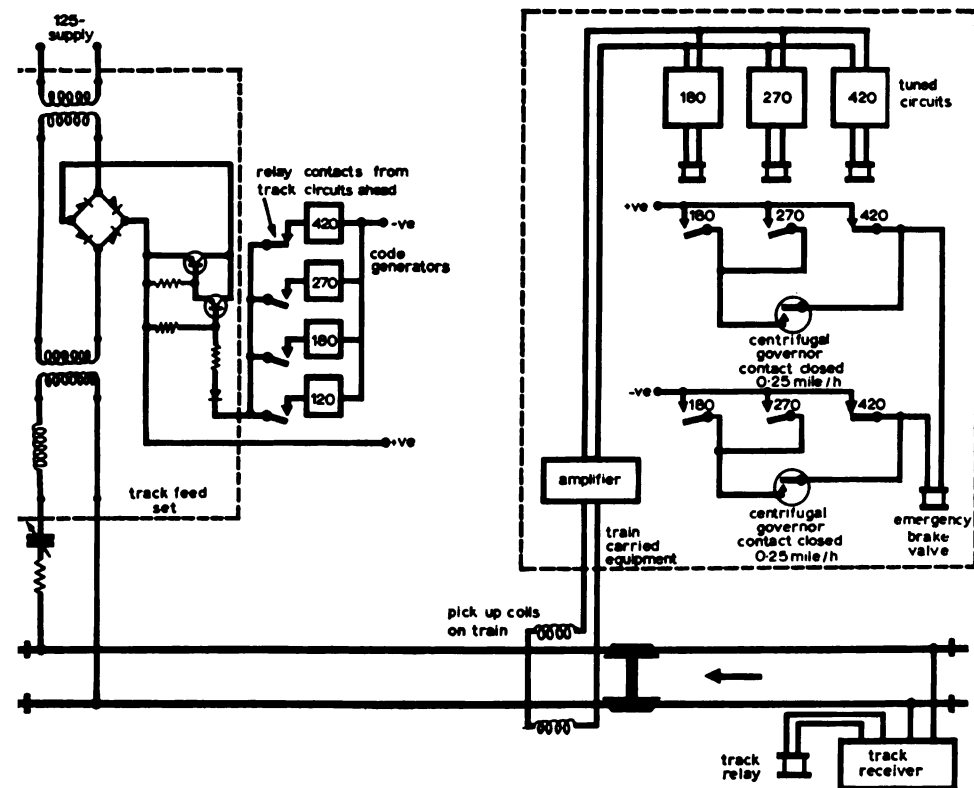 125-
supply
relay contacts from
track circuits ahead
420
-ve
code
generators
270
180
120
+ve
track feed
set
180
270
420
tuned
circuits
+ve
180
270
420
centrifugal
governor
contact closed
0·25 mile/h
-ve
180
270
420
amplifier
centrifugal
governor
contact closed
0·25 mile/h
emergency
brake
valve
train
carried
equipment
pick up coils
on train
track
relay
track
receiver